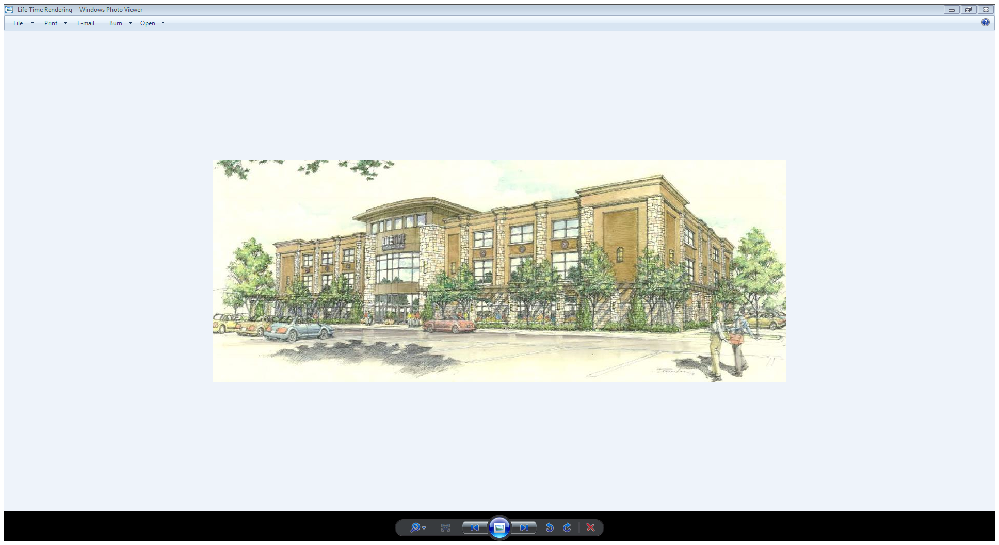 Life Time Rendering - Windows Photo Viewer
File Print E-mail Burn Open
LIFETIME